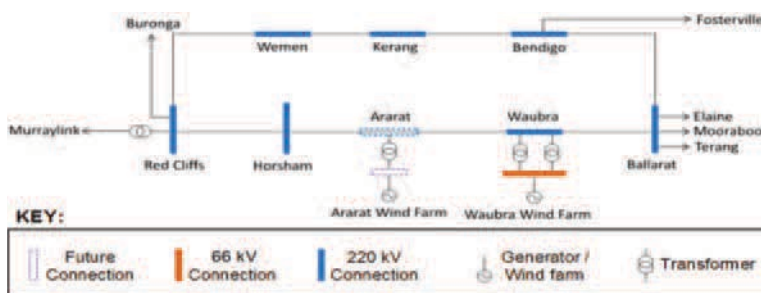 Buronga
Fosterville
Wemen
Kerang
Bendigo
Ararat
Waubra
Elaine
Murraylink
Mooraboo
Terang
Red Cliffs
Horsham
Ballarat
Ararat Wind Farm
Waubra Wind Farm
KEY:
Future
Connection
66 kV
Connection
220 kV
Connection
Generator /
Wind farm
Transformer